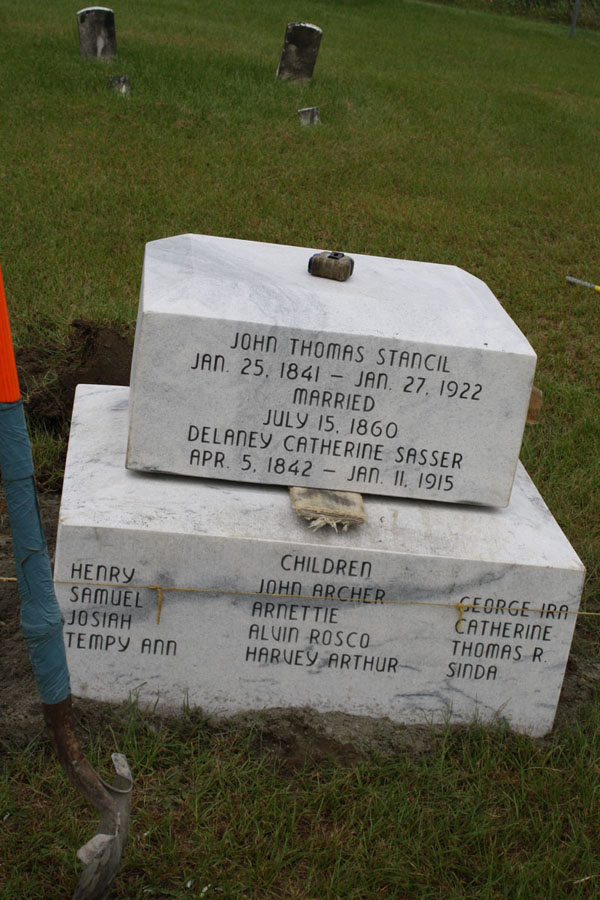 JOHN THOMAS STANCIL
JAN. 25, 1841 – JAN. 27, 1922
MARRIED
JULY 15, 1860
DELANEY CATHERINE SASSER
APR. 5, 1842 – JAN. 11, 1915
CHILDREN
HENRY
SAMUEL
JOSIAH
TEMPY ANN
JOHN ARCHER
ARNETTIE
ALVIN ROSCO
HARVEY ARTHUR
GEORGE IRA
CATHERINE
THOMAS R.
SINDA